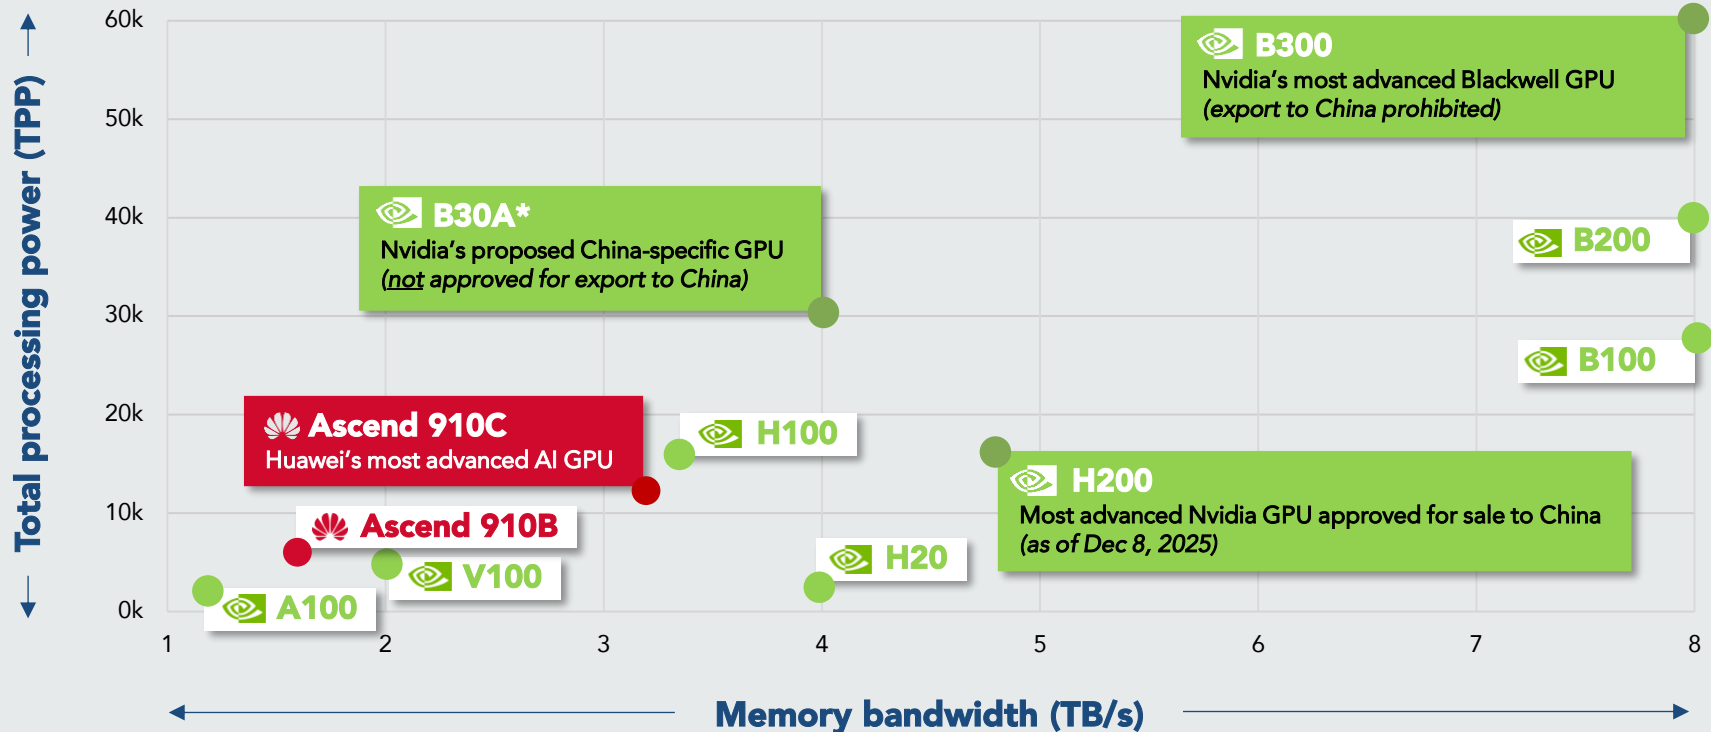 Total processing power (TPP)
60k
50k
40k
30k
20k
10k
0k
B300
Nvidia's most advanced Blackwell GPU
(export to China prohibited)
B30A*
Nvidia's proposed China-specific GPU
(not approved for export to China)
B200
B100
Ascend 910C
Huawei's most advanced AI GPU
H100
H200
Most advanced Nvidia GPU approved for sale to China
(as of Dec 8, 2025)
Ascend 910B
H20
V100
A100
1 2 3 4 5 6 7 8
Memory bandwidth (TB/s)